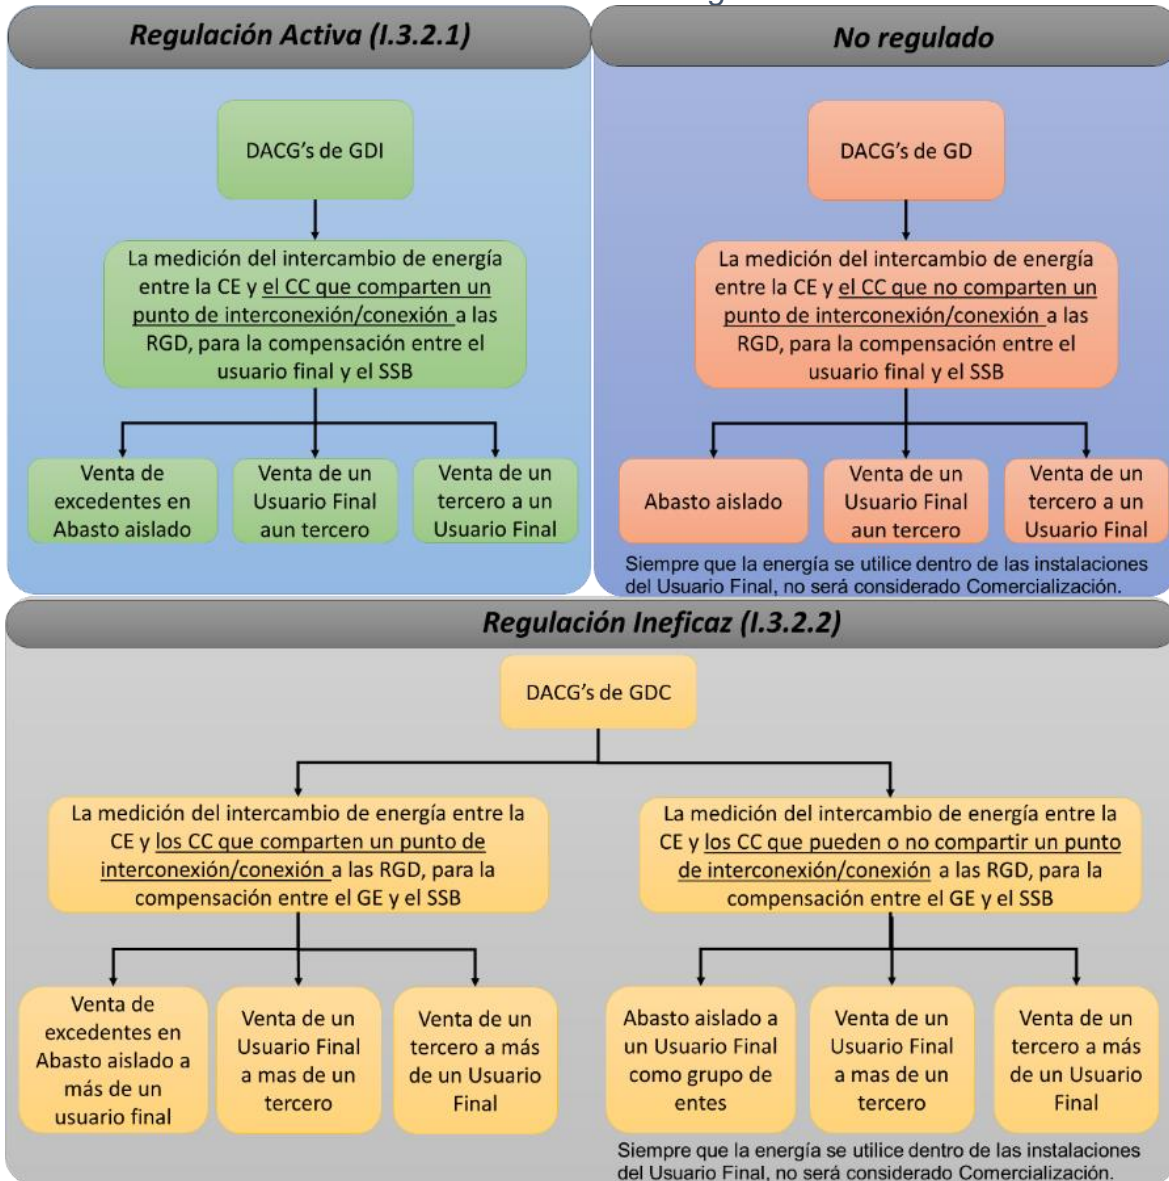 Regulación Activa (I.3.2.1)
DACG's de GDI
La medición del intercambio de energía
entre la CE y el CC que comparten un
punto de interconexión/conexión a las
RGD, para la compensación entre el
usuario final y el SSB
Venta de
excedentes en
Abasto aislado
Venta de un
Usuario Final
aun tercero
Venta de un
tercero a un
Usuario Final
No regulado
DACG's de GD
La medición del intercambio de energía
entre la CE y el CC que no comparten un
punto de interconexión/conexión a las
RGD, para la compensación entre el
usuario final y el SSB
Abasto aislado
Venta de un
Usuario Final
aun tercero
Venta de un
tercero a un
Usuario Final
Siempre que la energía se utilice dentro de las instalaciones
del Usuario Final, no será considerado Comercialización.
Regulación Ineficaz (I.3.2.2)
DACG's de GDC
La medición del intercambio de energía entre la
CE y los CC que comparten un punto de
interconexión/conexión a las RGD, para la
compensación entre el GE y el SSB
Venta de
excedentes en
Abasto aislado a
más de un
usuario final
Venta de un
Usuario Final
a mas de un
tercero
Venta de un
tercero a más
de un Usuario
Final
La medición del intercambio de energía entre la
CE y los CC que pueden o no compartir un punto
de interconexión/conexión a las RGD, para la
compensación entre el GE y el SSB
Abasto aislado a
un Usuario Final
como grupo de
entes
Venta de un
Usuario Final
a mas de un
tercero
Venta de un
tercero a más
de un Usuario
Final
Siempre que la energía se utilice dentro de las instalaciones
del Usuario Final, no será considerado Comercialización.